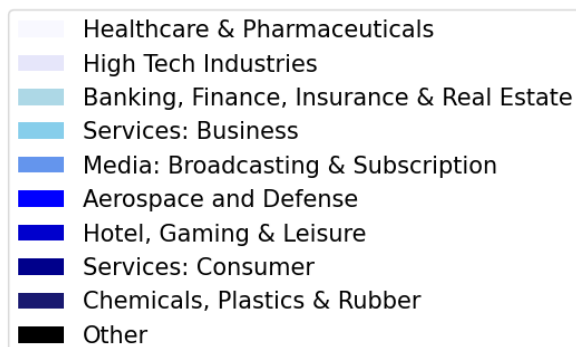 Healthcare & Pharmaceuticals
High Tech Industries
Banking, Finance, Insurance & Real Estate
Services: Business
Media: Broadcasting & Subscription
Aerospace and Defense
Hotel, Gaming & Leisure
Services: Consumer
Chemicals, Plastics & Rubber
Other